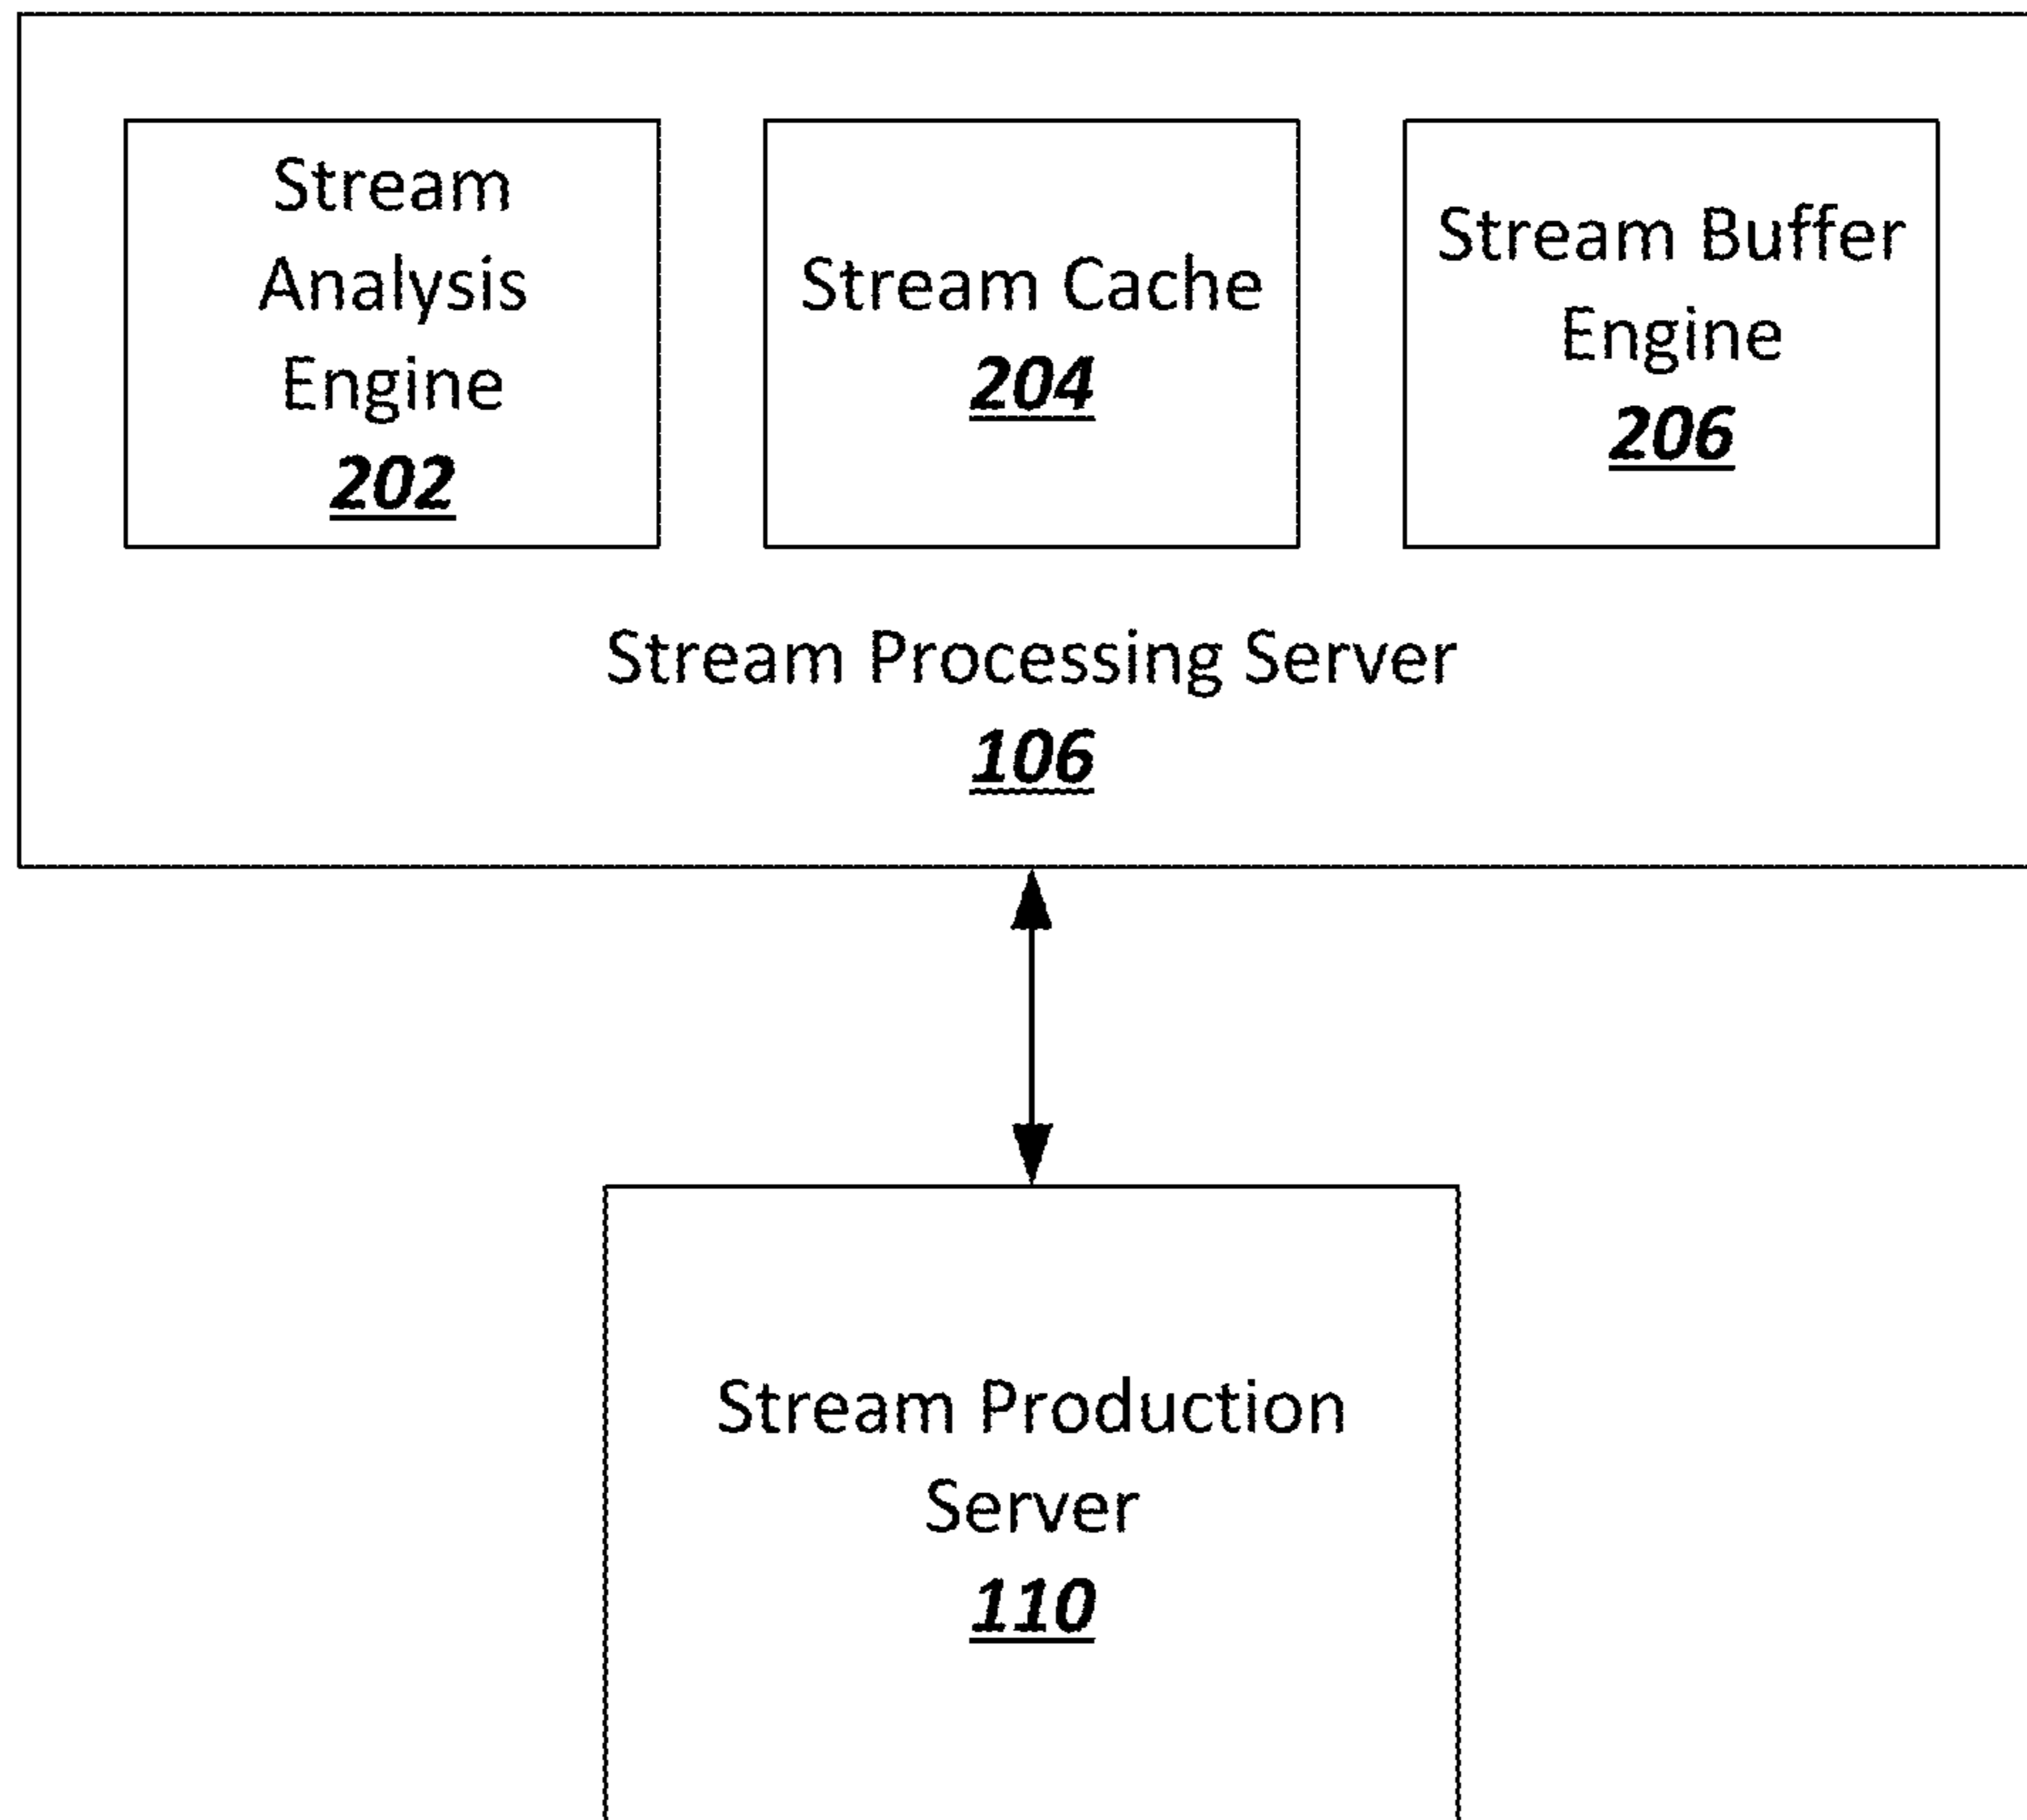 Stream
Analysis
Engine
202
Stream Cache
204
Stream Buffer
Engine
206
Stream Processing Server
106
Stream Production
Server
110